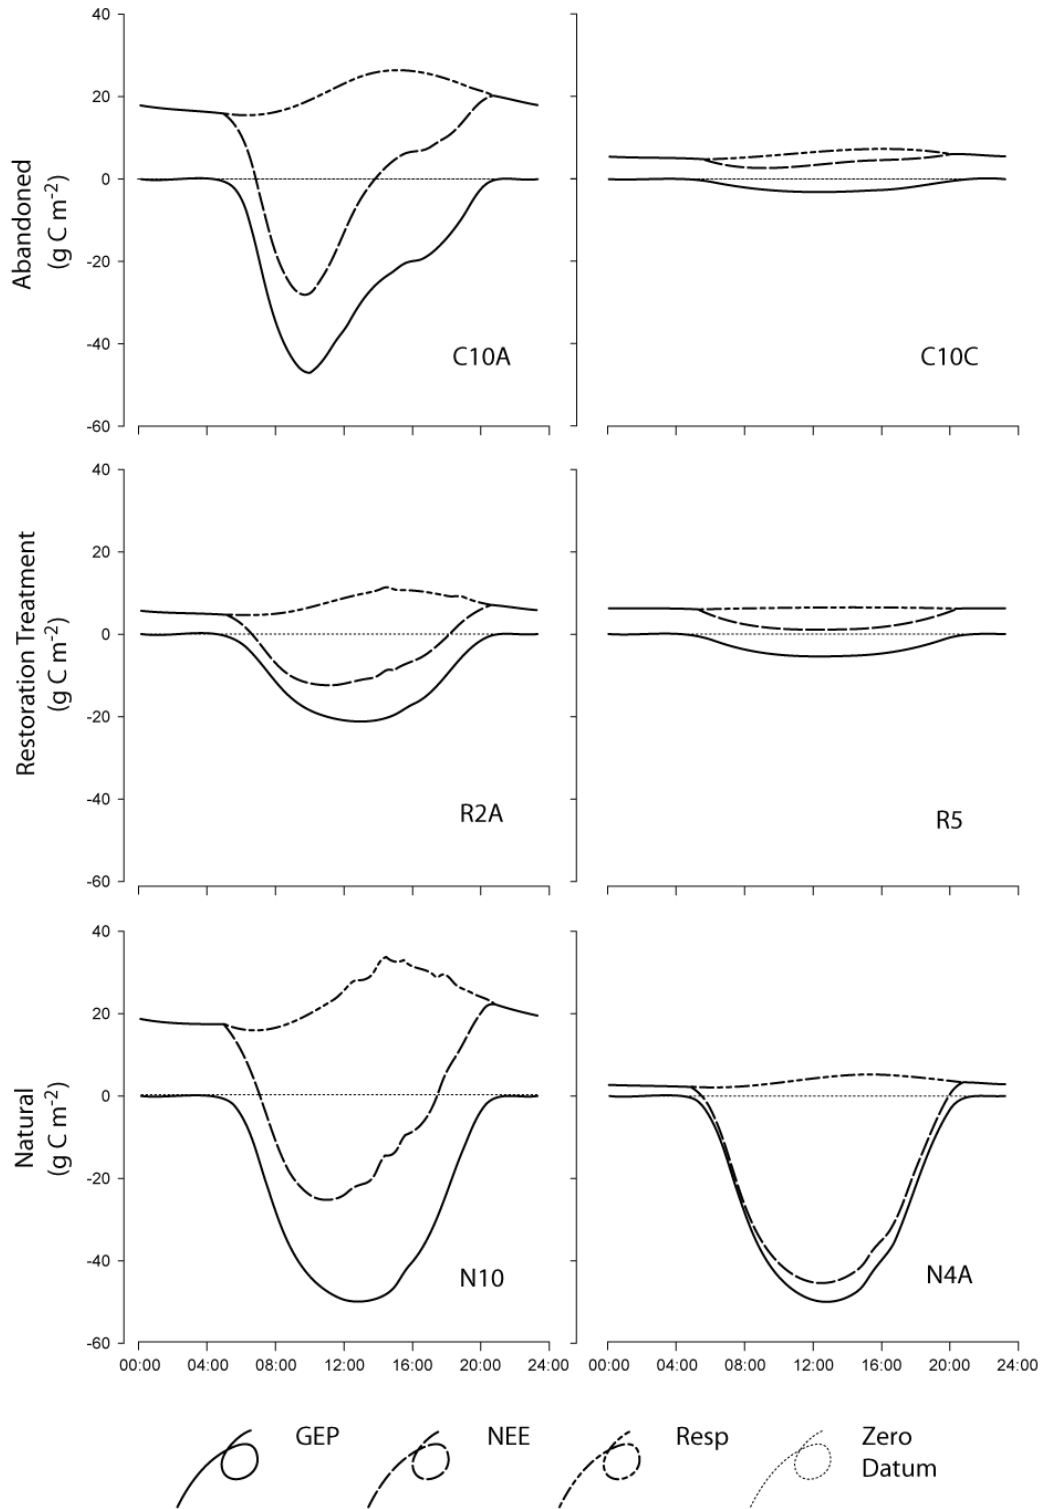 40
20
0
-20
-40
-60
Abandoned
(g C m-2)
C10A
C10C
40
20
0
-20
-40
-60
Restoration Treatment
(g C m-2)
R2A
R5
40
20
0
-20
-40
-60
Natural
(g C m-2)
N10
N4A
00:00 04:00 08:00 12:00 16:00 20:00 24:00
00:00 04:00 08:00 12:00 16:00 20:00 24:00
GEP NEE Resp Zero
Datum